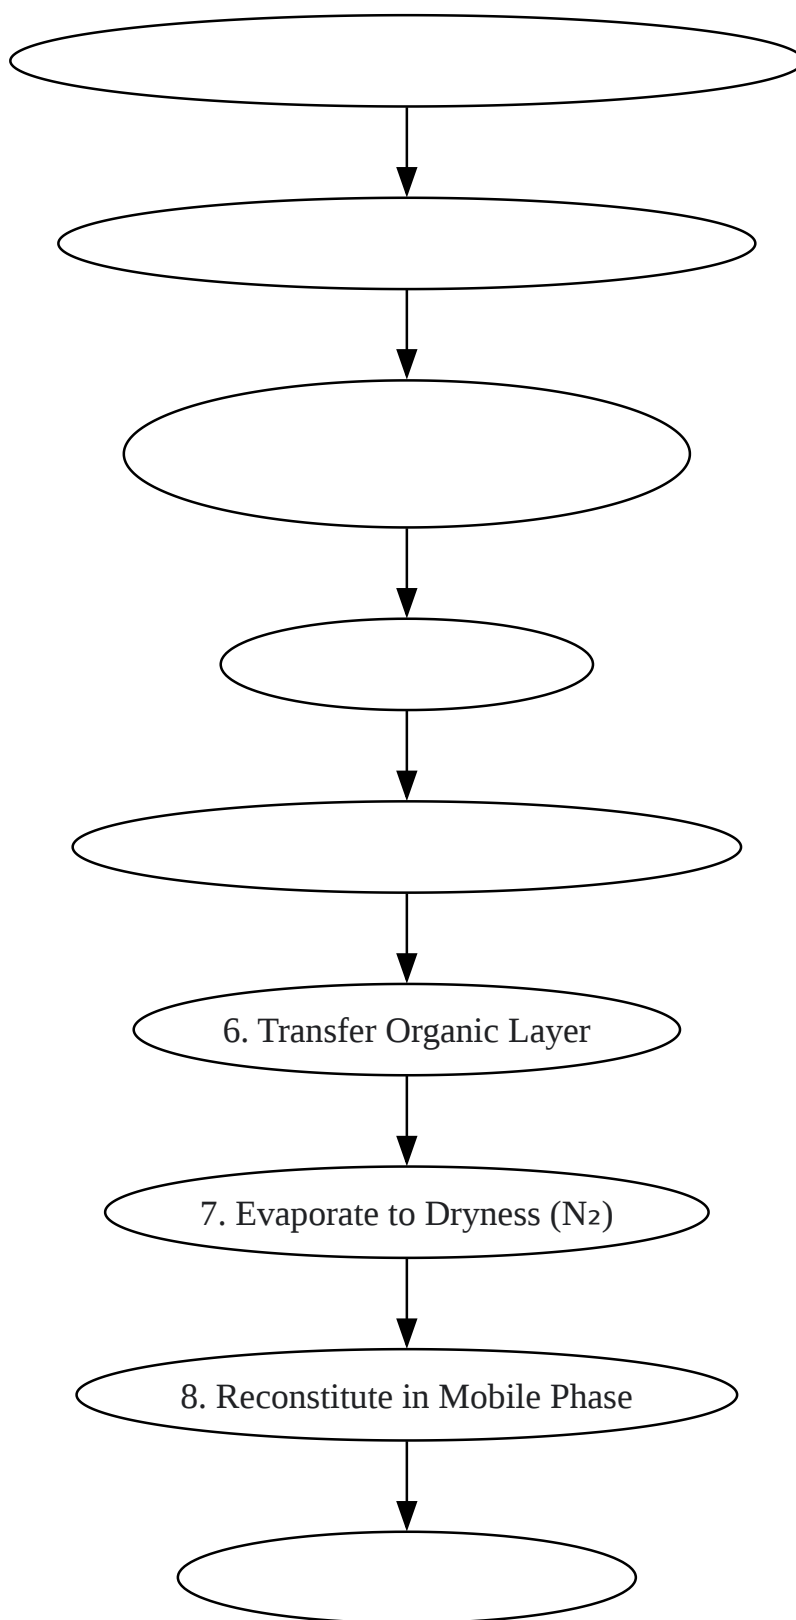 6. Transfer Organic Layer
7. Evaporate to Dryness (N₂)
8. Reconstitute in Mobile Phase